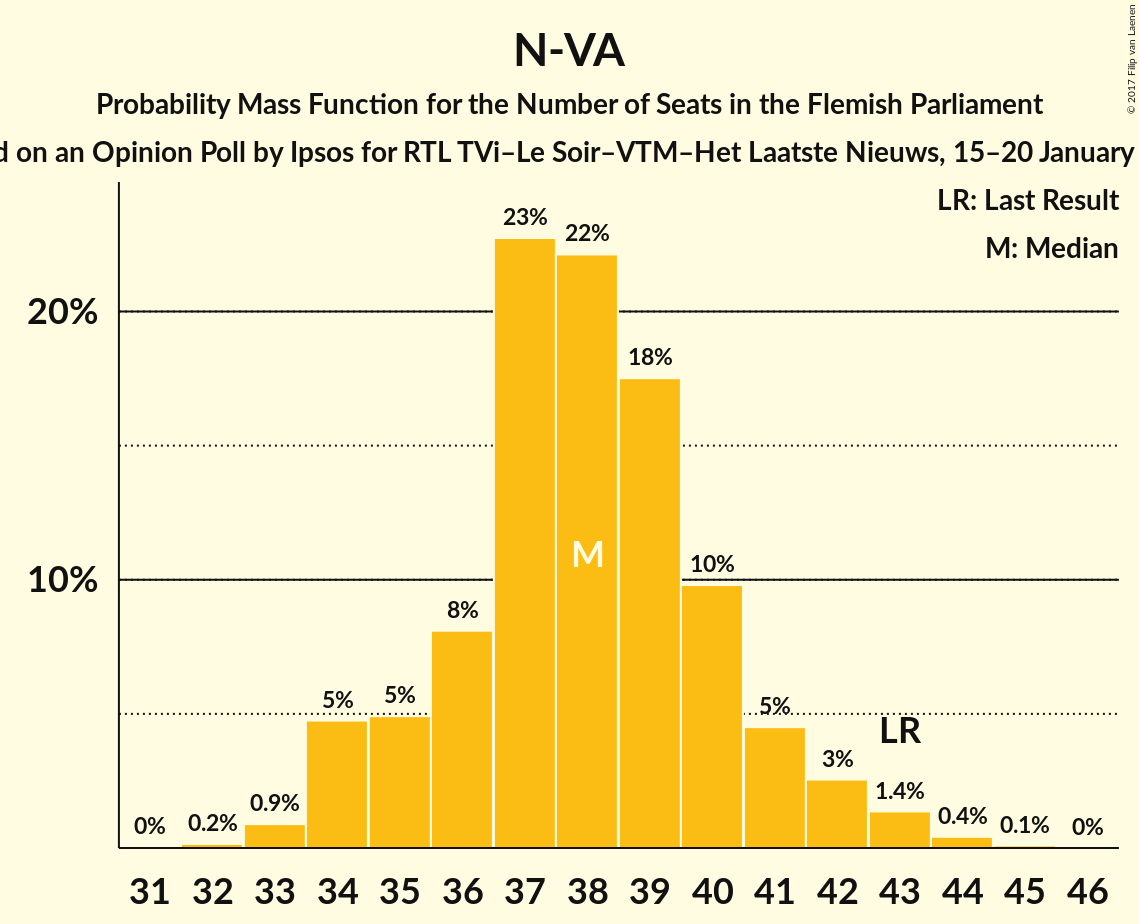 N-VA
Probability Mass Function for the Number of Seats in the Flemish Parliament
on an Opinion Poll by Ipsos for RTL TVi–Le Soir–VTM–Het Laatste Nieuws, 15–20 January
© 2017 Filip van Laenen
LR: Last Result
M: Median
20%
10%
0% 0.2% 0.9% 5% 5% 8% 23% 22% 18% 10% 5% 3% 1.4% 0.4% 0.1% 0%
M
LR
31 32 33 34 35 36 37 38 39 40 41 42 43 44 45 46